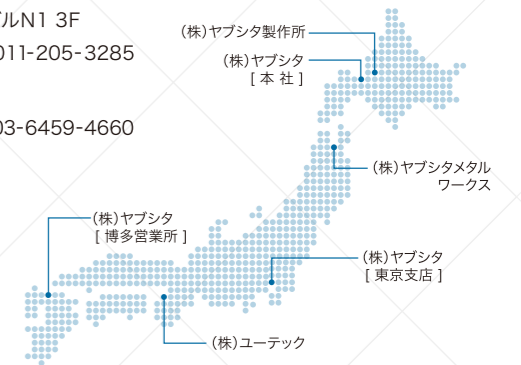 ビルN1 3F
011-205-3285
03-6459-4660
(株)ヤブシタ製作所
(株)ヤブシタ
[ 本 社 ]
(株)ヤブシタメタル
ワークス
(株)ヤブシタ
[ 博多営業所 ]
(株)ヤブシタ
[ 東京支店 ]
(株)ユーテック